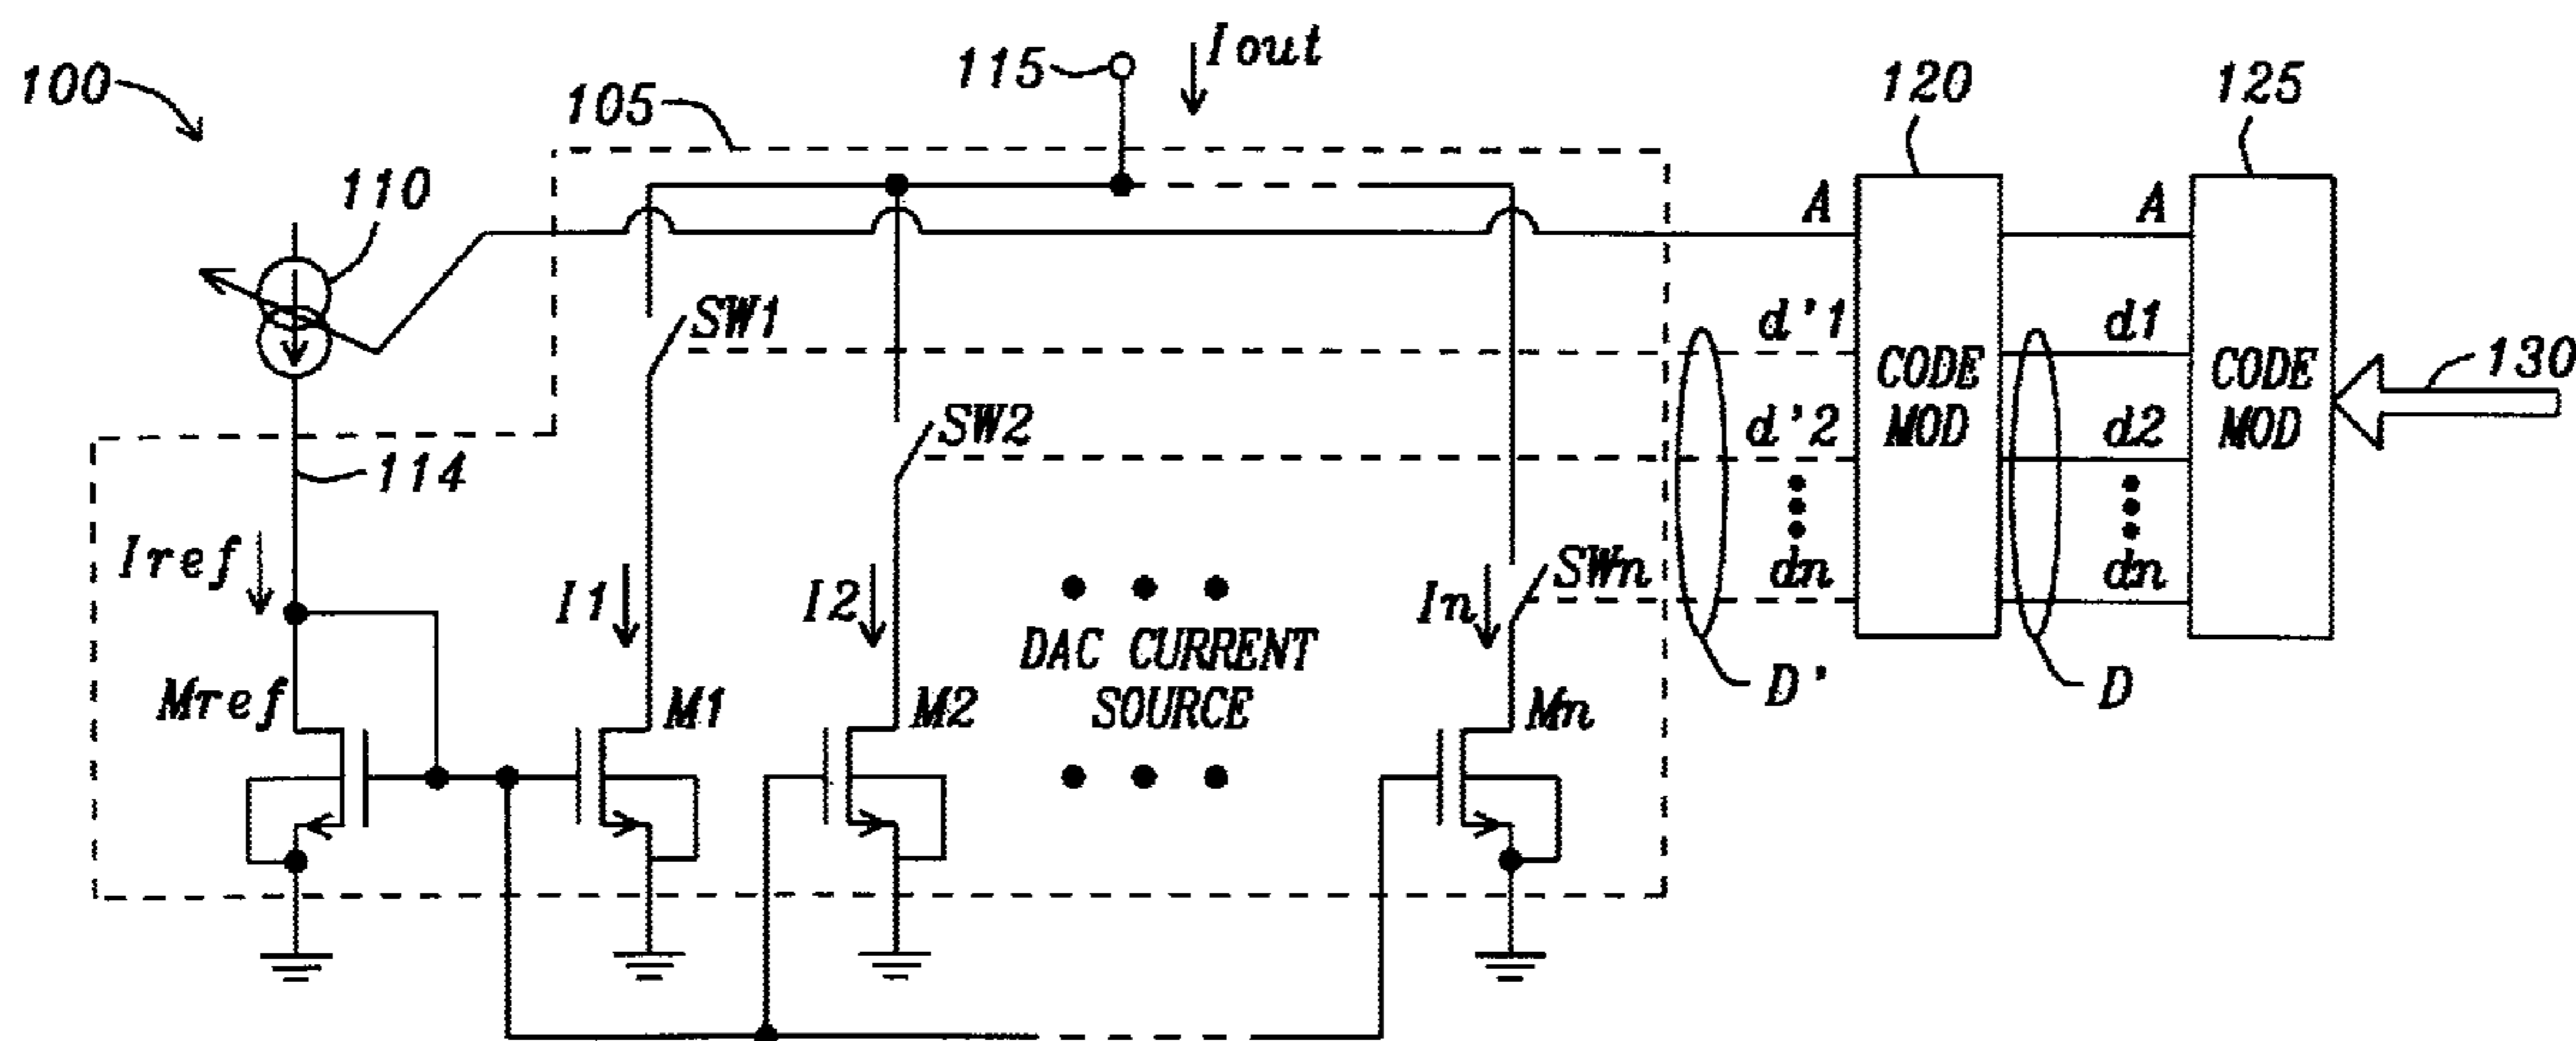 100
105
115
Iout
120
125
110
A
A
SW1
d'1
d1
CODE MOD
CODE MOD
130
SW2
d'2
d2
114
Iref
I1
I2
In
SWn
dn
dn
DAC CURRENT
SOURCE
Mref
M1
M2
Mn
D'
D